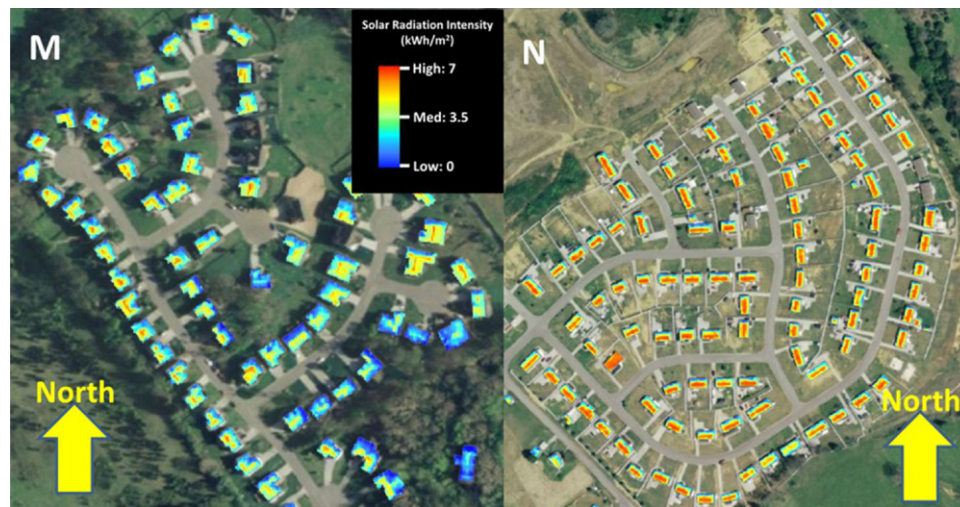 M
Solar Radiation Intensity
(kWh/m²)
High: 7
Med: 3.5
Low: 0
N
North
North